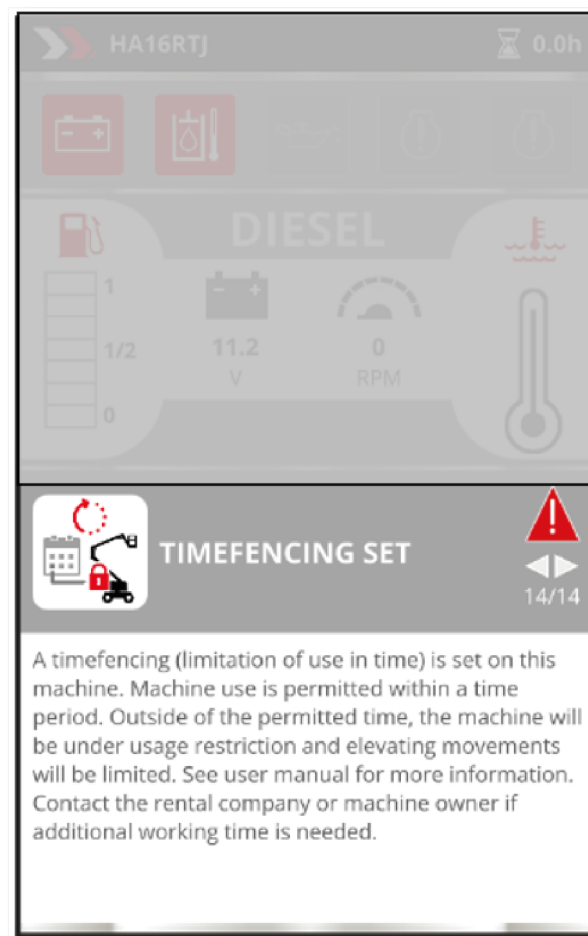 HA16RTJ
0.0h
DIESEL
1
1/2
0
11.2
V
0
RPM
TIMEFENCING SET
14/14
A timefencing (limitation of use in time) is set on this
machine. Machine use is permitted within a time
period. Outside of the permitted time, the machine will
be under usage restriction and elevating movements
will be limited. See user manual for more information.
Contact the rental company or machine owner if
additional working time is needed.